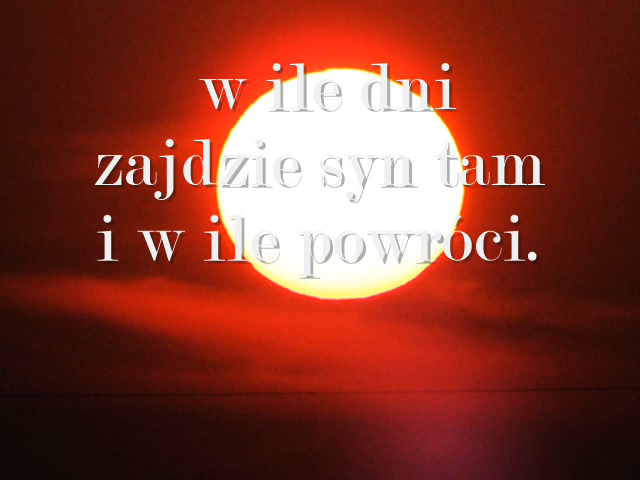 w ile dni
zajdzie syn tam
i w ile powróci.